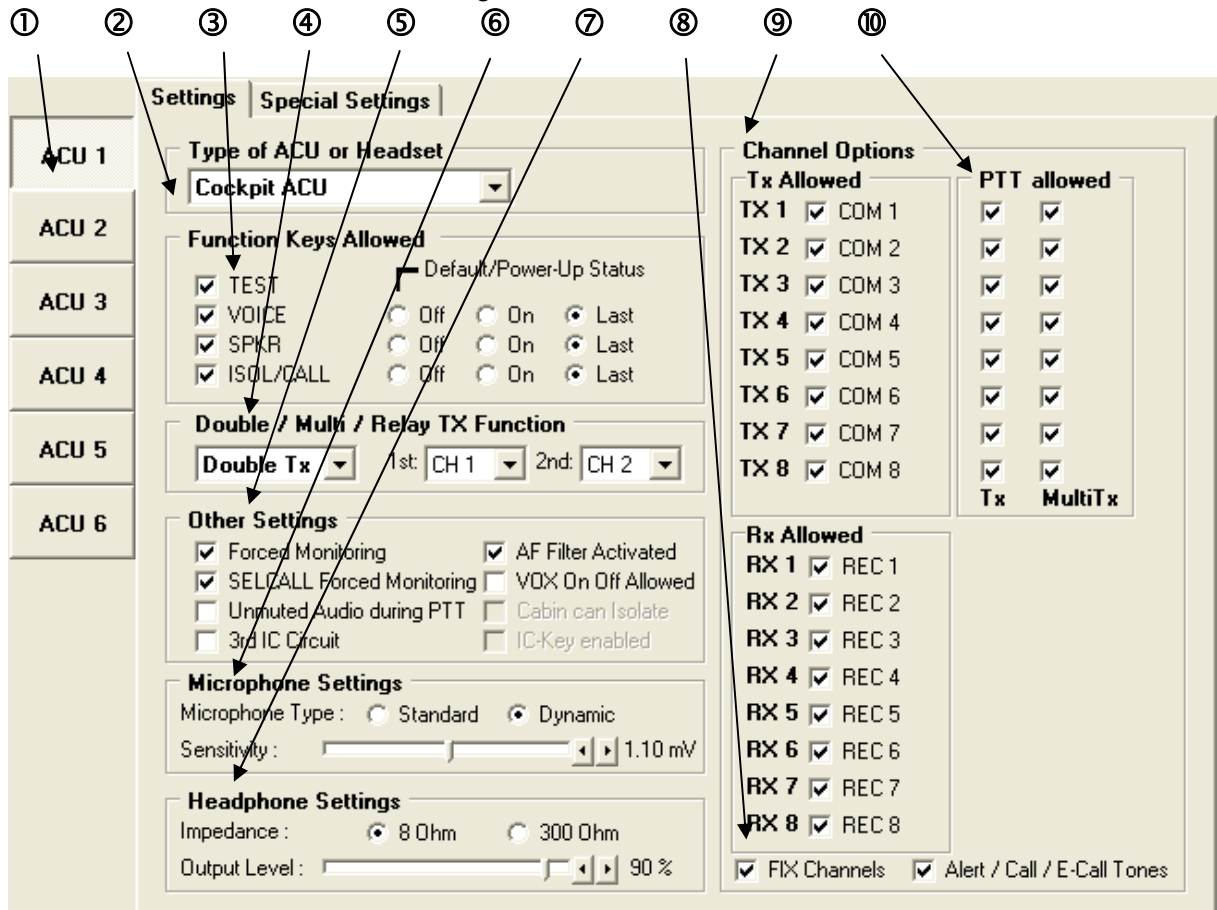 ① ② ③ ④ ⑤ ⑥ ⑦ ⑧ ⑨ ⑩
Settings Special Settings
ACU 1
ACU 2
ACU 3
ACU 4
ACU 5
ACU 6
Type of ACU or Headset
Cockpit ACU
Function Keys Allowed
Default/Power-Up Status
TEST
VOICE Off On Last
SPKR Off On Last
ISOL/CALL Off On Last
Double / Multi / Relay TX Function
Double Tx 1st: CH 1 2nd: CH 2
Other Settings
Forced Monitoring AF Filter Activated
SELCALL Forced Monitoring VOX On Off Allowed
Unmuted Audio during PTT Cabin can Isolate
3rd IC Circuit IC-Key enabled
Microphone Settings
Microphone Type : Standard Dynamic
Sensitivity : 1.10 mV
Headphone Settings
Impedance : 8 Ohm 300 Ohm
Output Level : 90 %
Channel Options
Tx Allowed PTT allowed
TX 1 COM 1
TX 2 COM 2
TX 3 COM 3
TX 4 COM 4
TX 5 COM 5
TX 6 COM 6
TX 7 COM 7
TX 8 COM 8
Tx MultiTx
Rx Allowed
RX 1 REC 1
RX 2 REC 2
RX 3 REC 3
RX 4 REC 4
RX 5 REC 5
RX 6 REC 6
RX 7 REC 7
RX 8 REC 8
FIX Channels Alert / Call / E-Call Tones